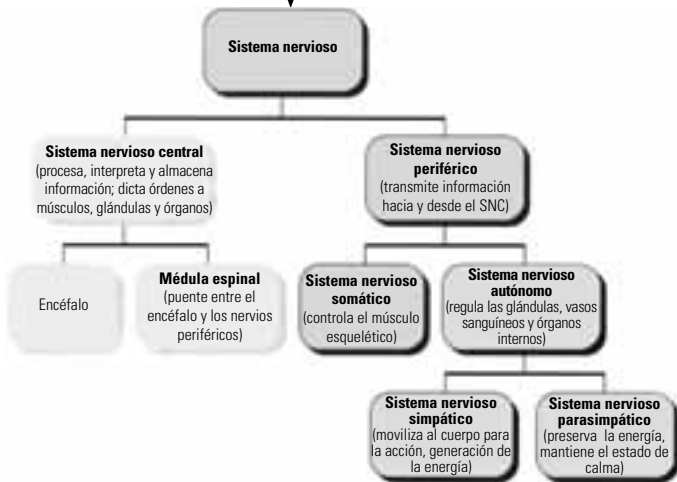 Sistema nervioso
Sistema nervioso central
(procesa, interpreta y almacena
información; dicta órdenes a
músculos, glándulas y órganos)
Sistema nervioso
periférico
(transmite información
hacia y desde el SNC)
Encéfalo
Médula espinal
(puente entre el
encéfalo y los nervios
periféricos)
Sistema nervioso
somático
(controla el músculo
esquelético)
Sistema nervioso
autónomo
(regula las glándulas, vasos
sanguíneos y órganos
internos)
Sistema nervioso
simpático
(moviliza al cuerpo para
la acción, generación de
la energía)
Sistema nervioso
parasimpático
(preserva la energía,
mantiene el estado de
calma)